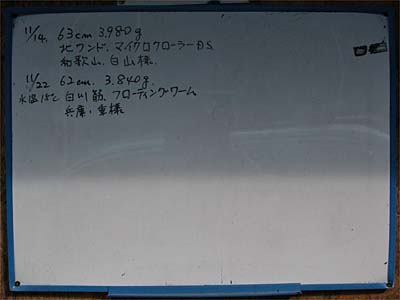 11/14. 63cm 3.980g
北ワンド. マイクロクローラーDS
和歌山. 白山様.
11/22 62cm. 3.840g.
水温15℃ 白川筋. フローティングワーム
兵庫・ 様